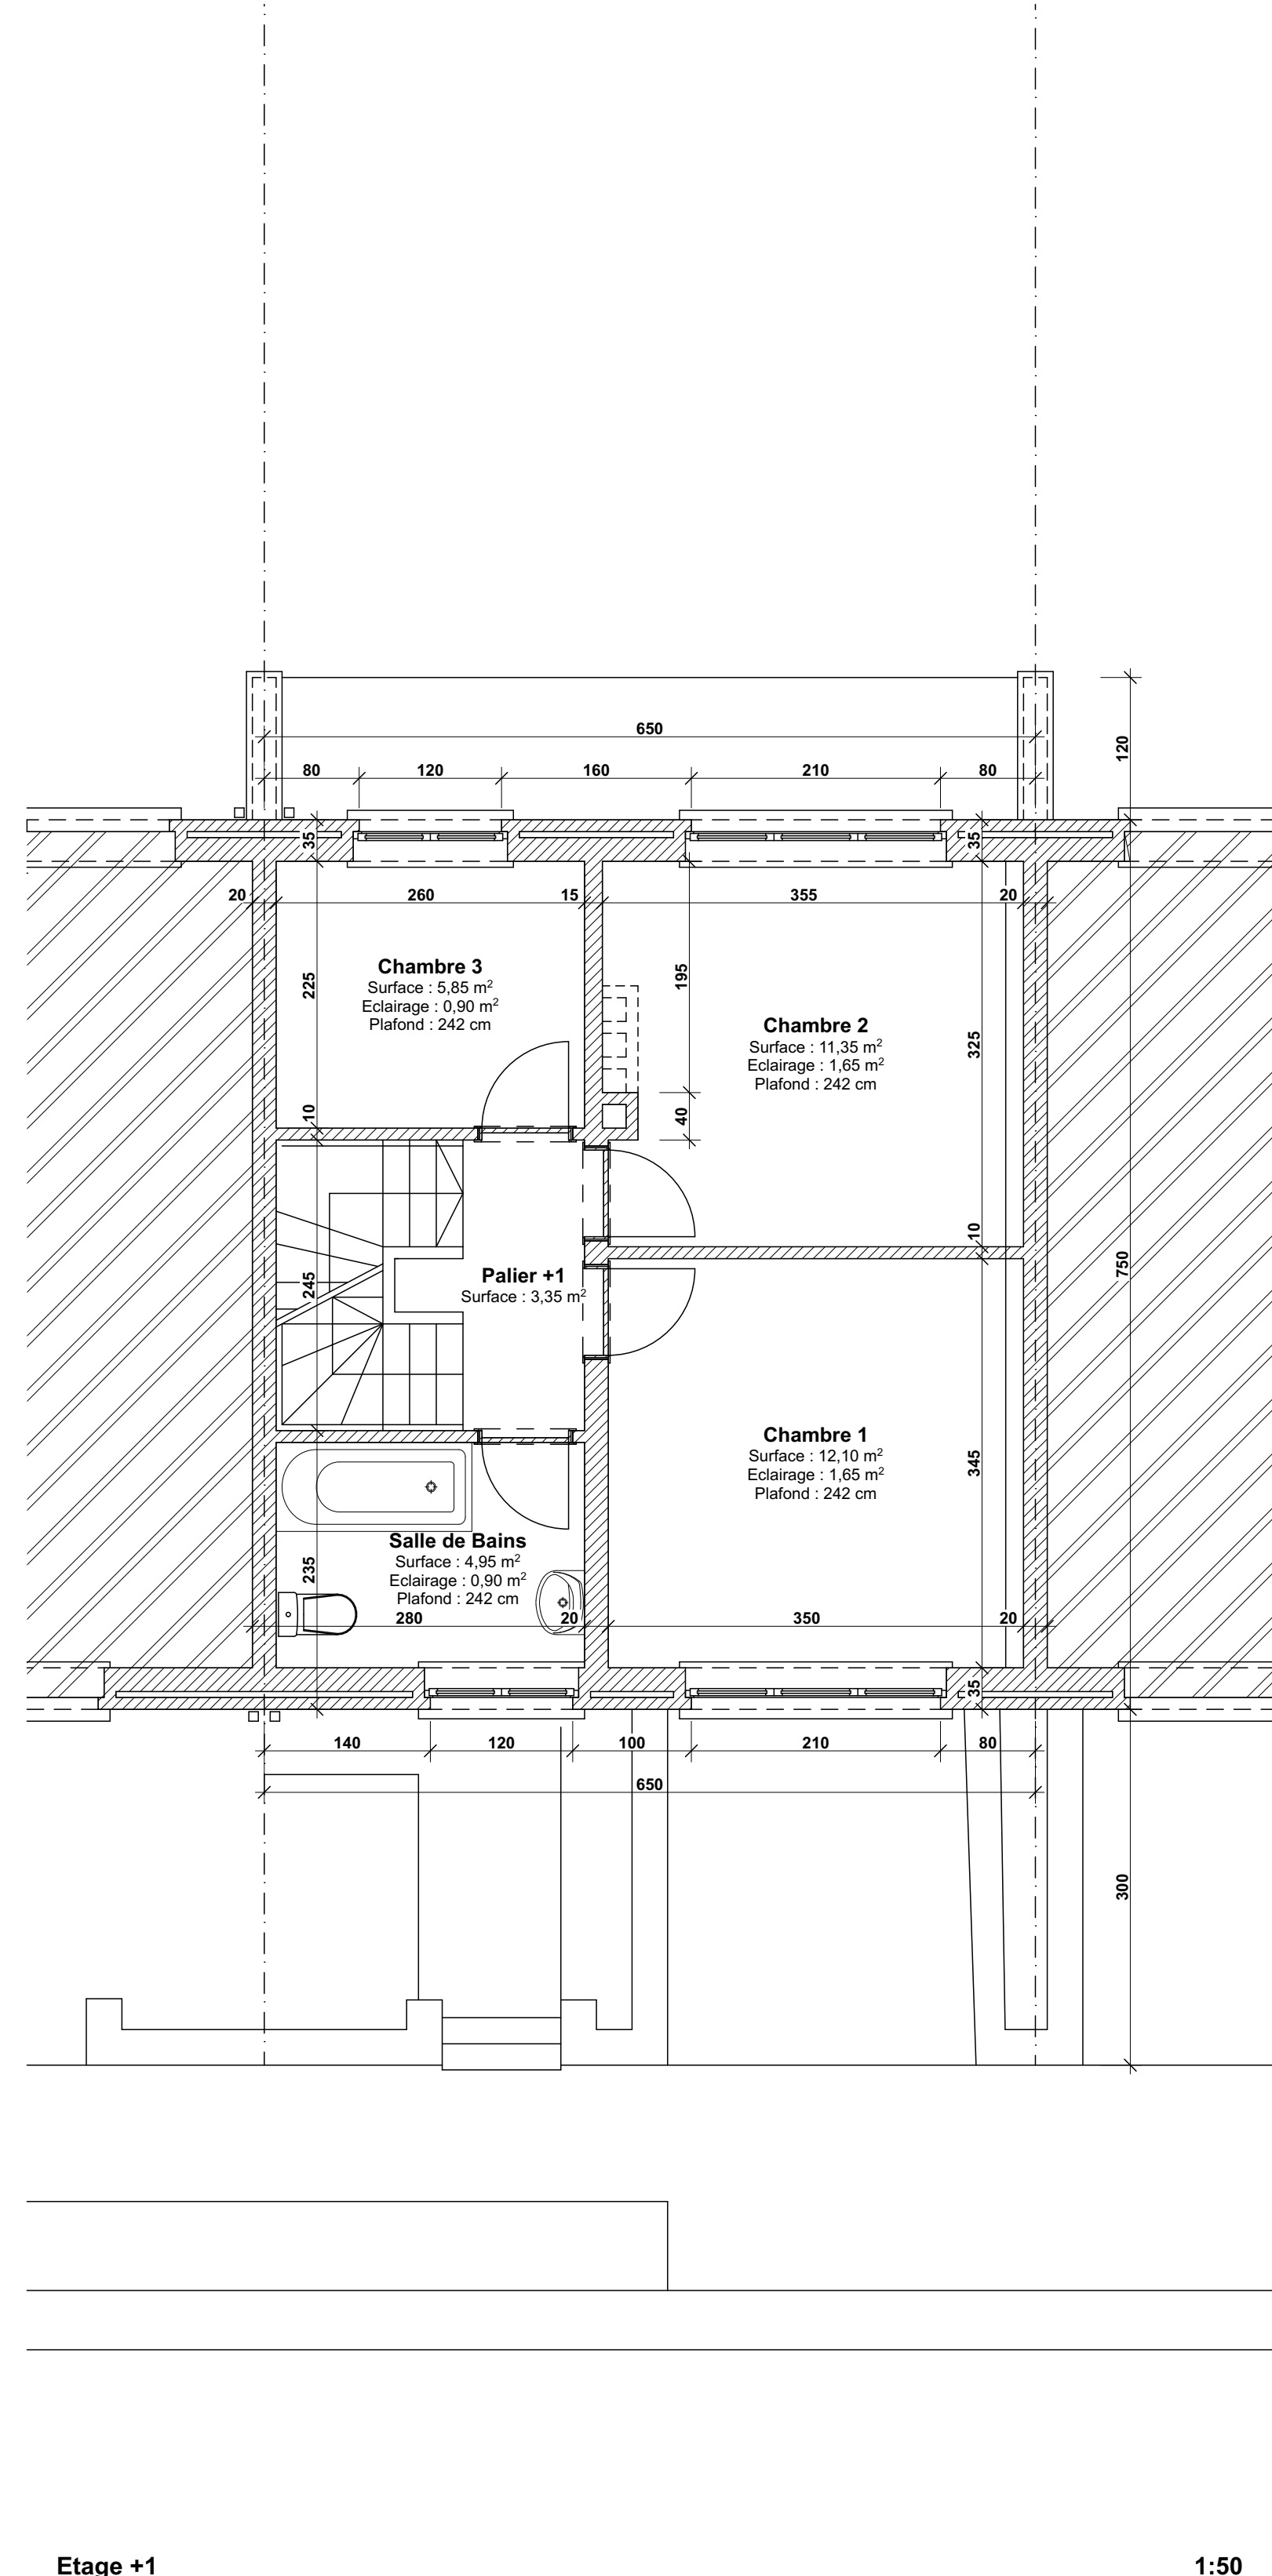 650
80 120 160 210 80
120
35 35
20 260 15 355 20
Chambre 3
Surface : 5,85 m²
Eclairage : 0,90 m²
Plafond : 242 cm
225
195
Chambre 2
Surface : 11,35 m²
Eclairage : 1,65 m²
Plafond : 242 cm
325
10
40
10
750
245
Palier +1
Surface : 3,35 m²
Chambre 1
Surface : 12,10 m²
Eclairage : 1,65 m²
Plafond : 242 cm
345
Salle de Bains
Surface : 4,95 m²
Eclairage : 0,90 m²
Plafond : 242 cm
235
280 20 350 20
35
140 120 100 210 80
650
300
Etage +1
1:50